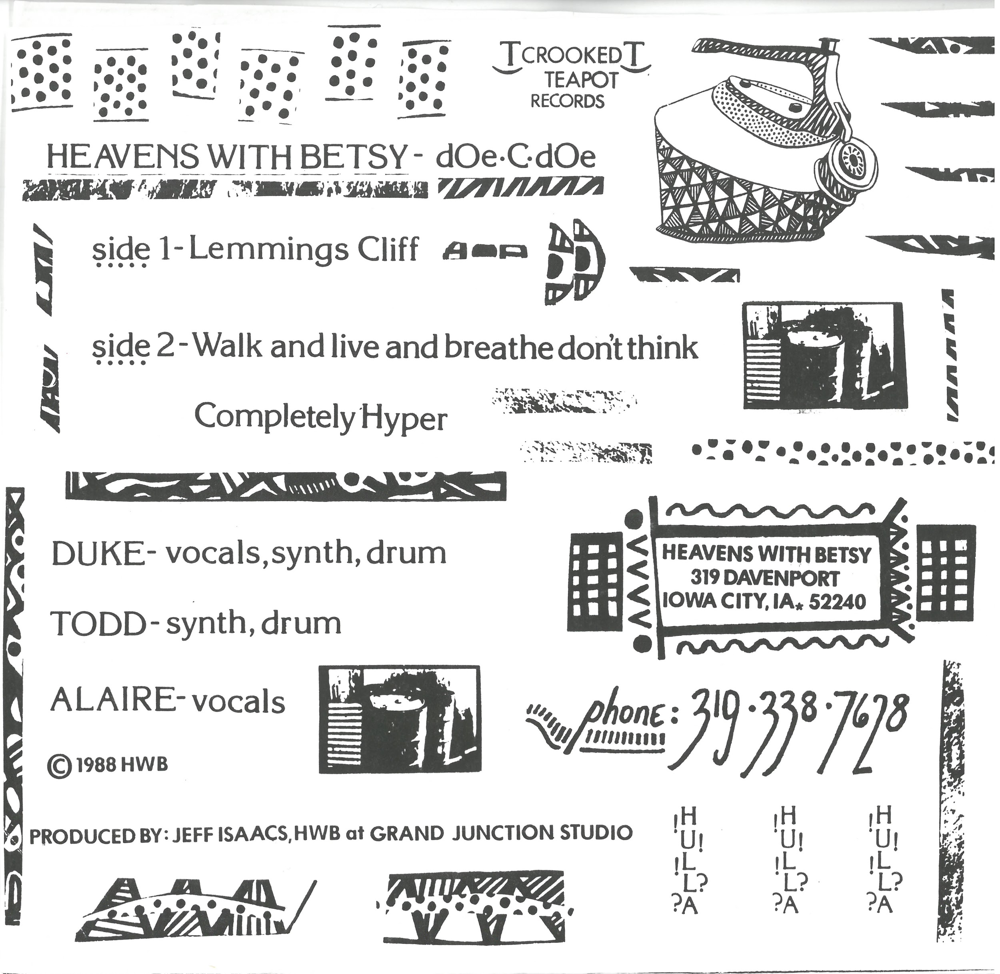 T CROOKED T
TEAPOT
RECORDS
HEAVENS WITH BETSY - dOe·C·dOe
side 1 - Lemmings Cliff
side 2 - Walk and live and breathe don't think
Completely Hyper
DUKE - vocals, synth, drum
TODD - synth, drum
ALAIRE - vocals
© 1988 HWB
HEAVENS WITH BETSY
319 DAVENPORT
IOWA CITY, IA* 52240
phone: 319·338·7628
PRODUCED BY: JEFF ISAACS, HWB at GRAND JUNCTION STUDIO
!H
'U!
!L
'L?
?A
!H
'U!
!L
'L?
?A
!H
'U!
!L
'L?
?A